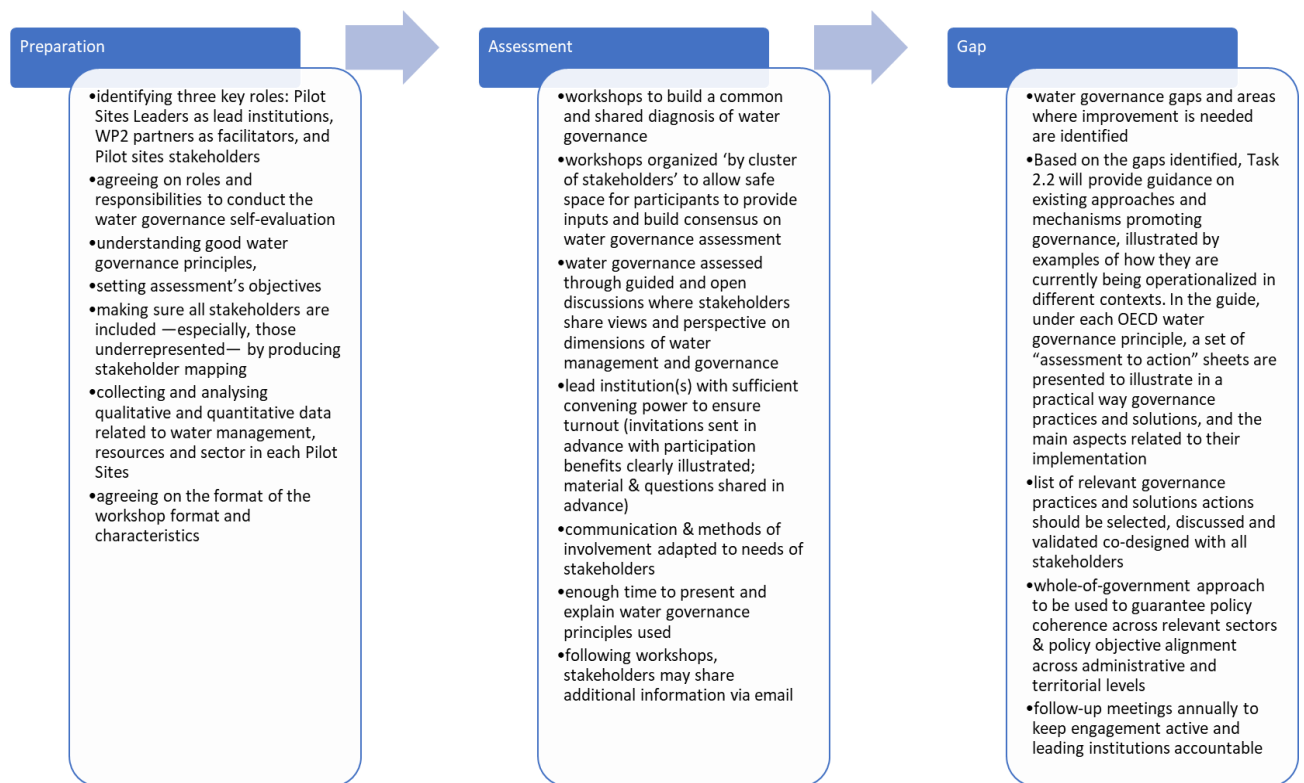 Preparation
•identifying three key roles: Pilot
Sites Leaders as lead institutions,
WP2 partners as facilitators, and
Pilot sites stakeholders
•agreeing on roles and
responsibilities to conduct the
water governance self-evaluation
•understanding good water
governance principles,
•setting assessment’s objectives
•making sure all stakeholders are
included —especially, those
underrepresented— by producing
stakeholder mapping
•collecting and analysing
qualitative and quantitative data
related to water management,
resources and sector in each Pilot
Sites
•agreeing on the format of the
workshop format and
characteristics
Assessment
•workshops to build a common
and shared diagnosis of water
governance
•workshops organized ‘by cluster
of stakeholders’ to allow safe
space for participants to provide
inputs and build consensus on
water governance assessment
•water governance assessed
through guided and open
discussions where stakeholders
share views and perspective on
dimensions of water
management and governance
•lead institution(s) with sufficient
convening power to ensure
turnout (invitations sent in
advance with participation
benefits clearly illustrated;
material & questions shared in
advance)
•communication & methods of
involvement adapted to needs of
stakeholders
•enough time to present and
explain water governance
principles used
•following workshops,
stakeholders may share
additional information via email
Gap
•water governance gaps and areas
where improvement is needed
are identified
•Based on the gaps identified, Task
2.2 will provide guidance on
existing approaches and
mechanisms promoting
governance, illustrated by
examples of how they are
currently being operationalized in
different contexts. In the guide,
under each OECD water
governance principle, a set of
“assessment to action” sheets are
presented to illustrate in a
practical way governance
practices and solutions, and the
main aspects related to their
implementation
•list of relevant governance
practices and solutions actions
should be selected, discussed and
validated co-designed with all
stakeholders
•whole-of-government approach
to be used to guarantee policy
coherence across relevant sectors
& policy objective alignment
across administrative and
territorial levels
•follow-up meetings annually to
keep engagement active and
leading institutions accountable